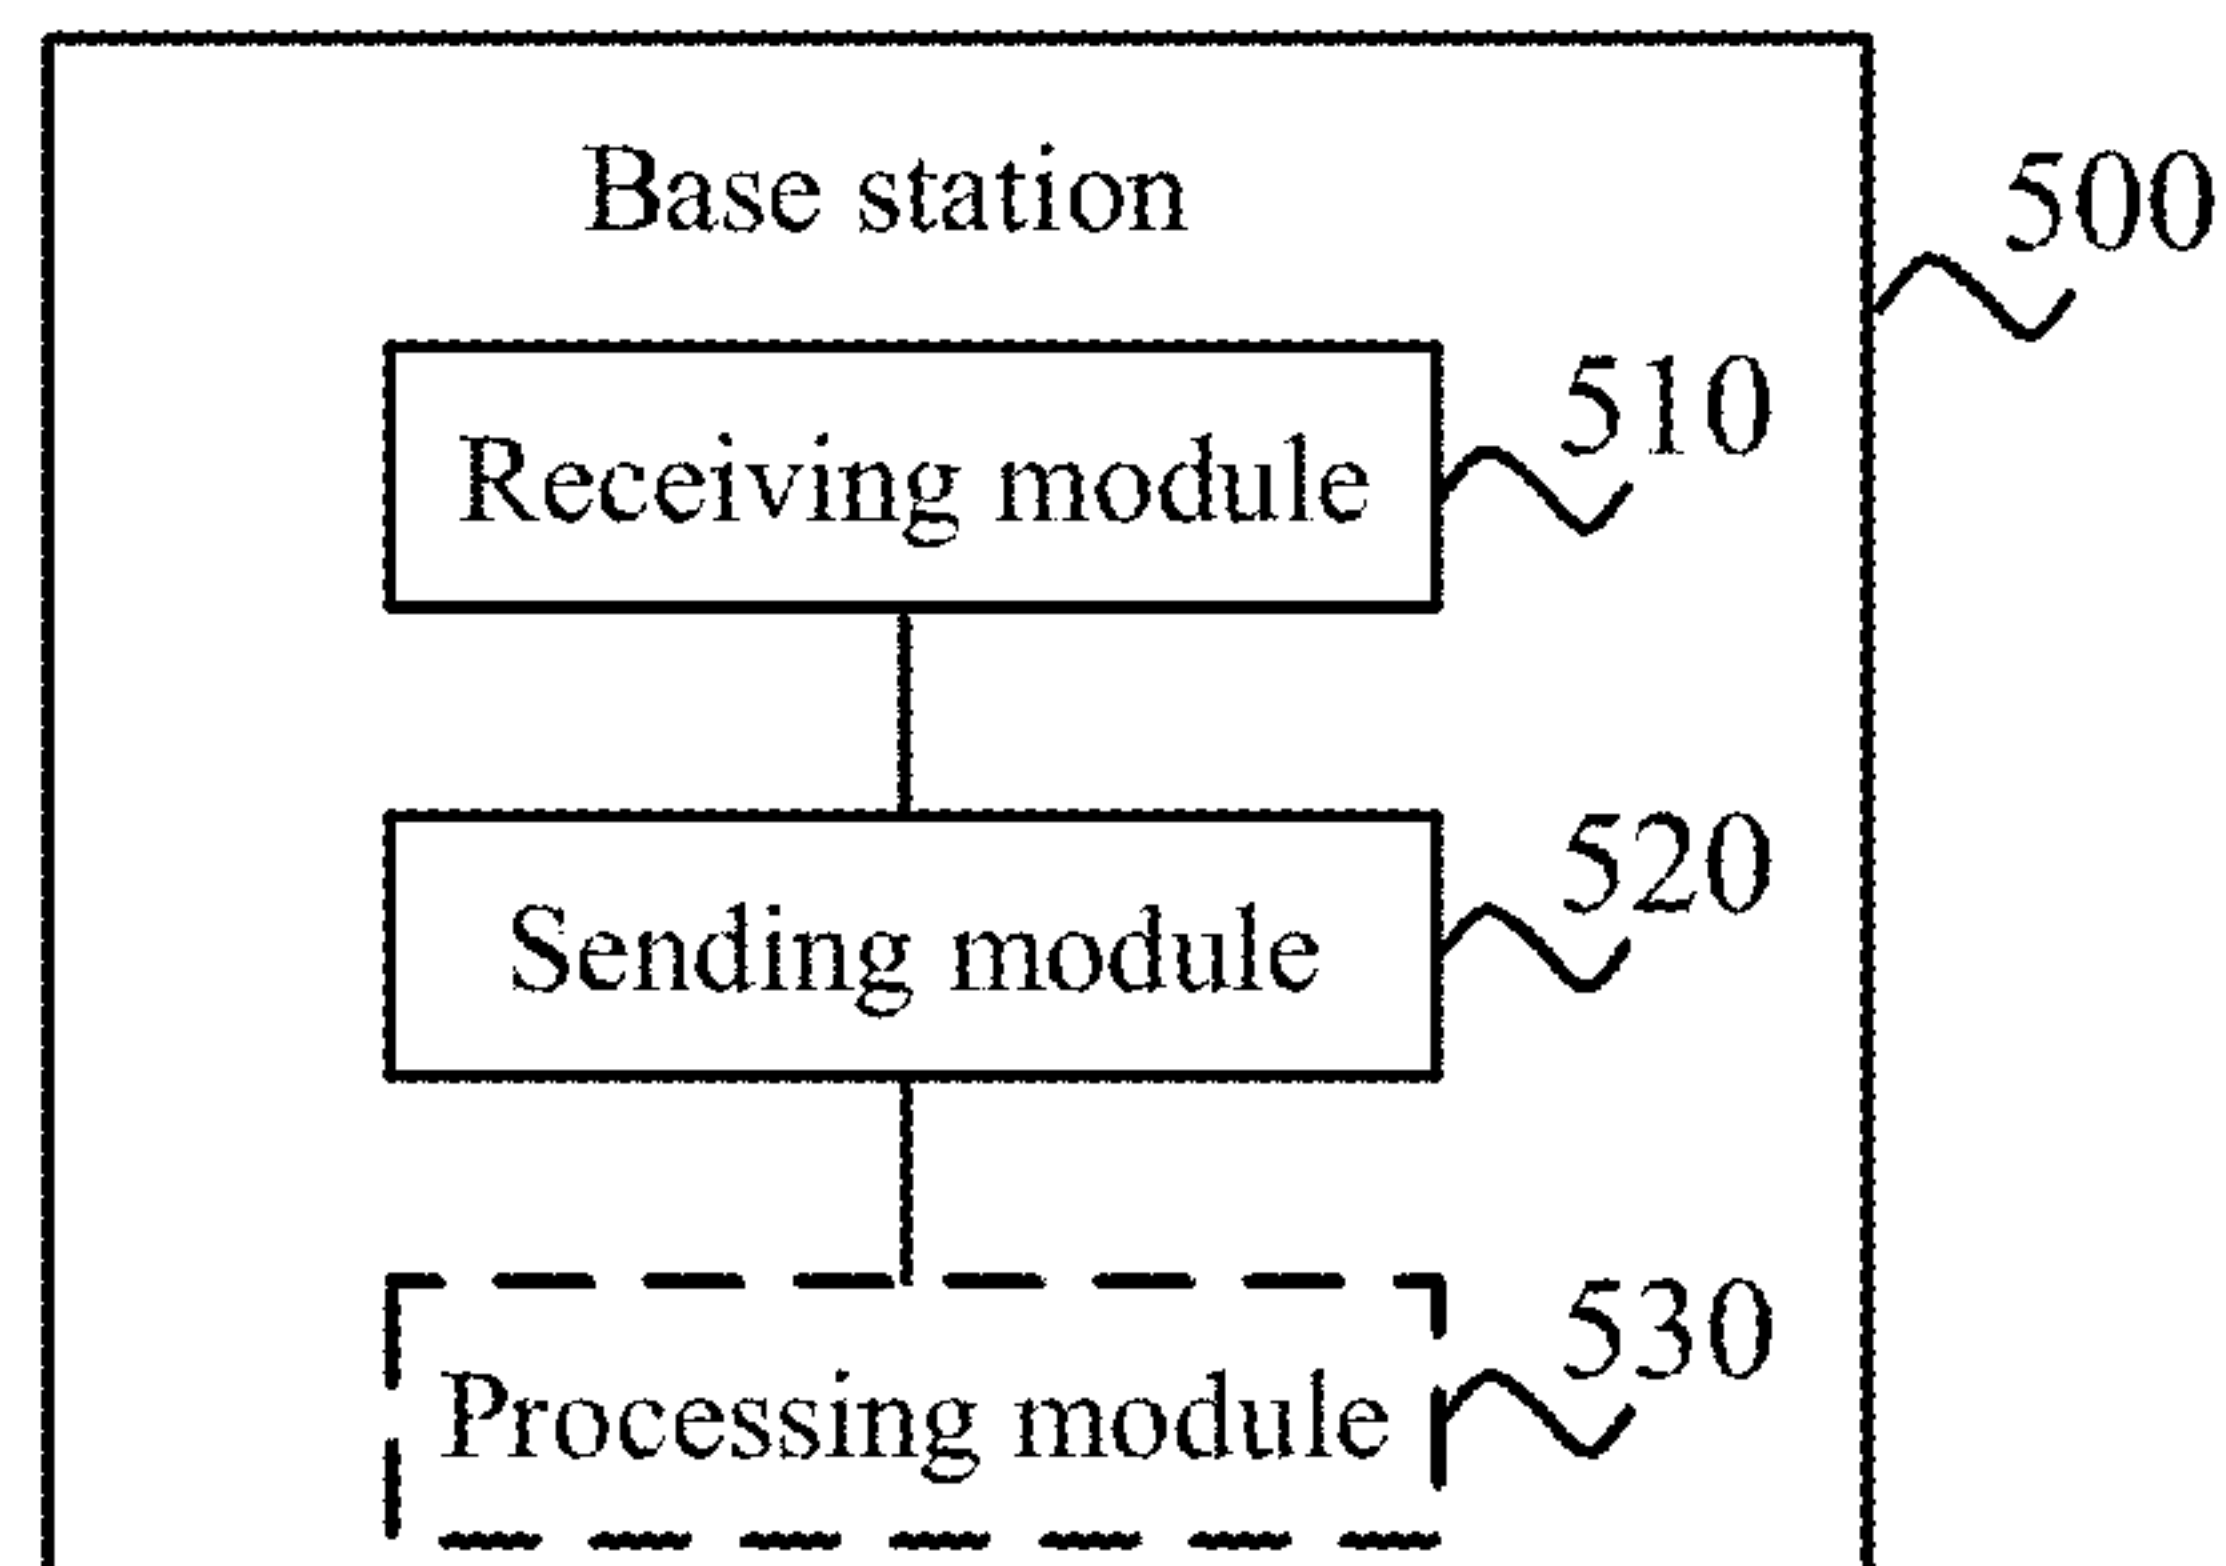 Base station
500
Receiving module
510
Sending module
520
Processing module
530